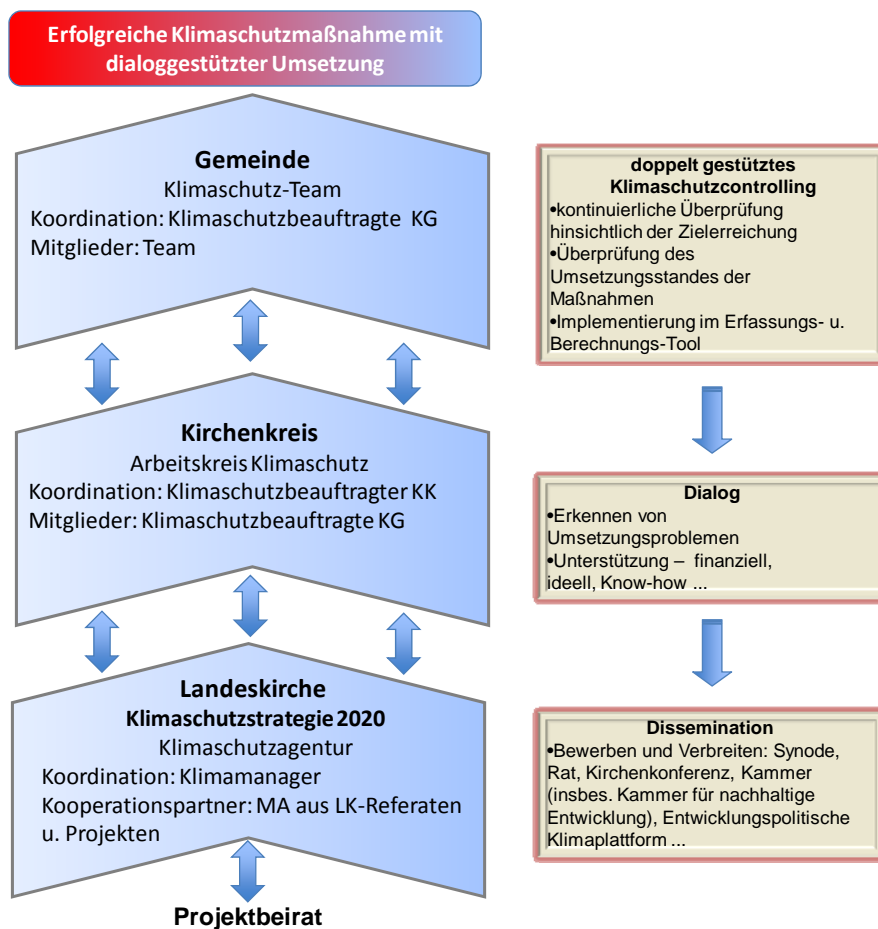 Erfolgreiche Klimaschutzmaßnahme mit
dialoggestützter Umsetzung
Gemeinde
Klimaschutz-Team
Koordination: Klimaschutzbeauftragte KG
Mitglieder: Team
Kirchenkreis
Arbeitskreis Klimaschutz
Koordination: Klimaschutzbeauftragter KK
Mitglieder: Klimaschutzbeauftragte KG
Landeskirche
Klimaschutzstrategie 2020
Klimaschutzagentur
Koordination: Klimamanager
Kooperationspartner: MA aus LK-Referaten
u. Projekten
Projektbeirat
doppelt gestütztes
Klimaschutzcontrolling
•kontinuierliche Überprüfung
hinsichtlich der Zielerreichung
•Überprüfung des
Umsetzungsstandes der
Maßnahmen
•Implementierung im Erfassungs- u.
Berechnungs-Tool
Dialog
•Erkennen von
Umsetzungsproblemen
•Unterstützung – finanziell,
ideell, Know-how ...
Dissemination
•Bewerben und Verbreiten: Synode,
Rat, Kirchenkonferenz, Kammer
(insbes. Kammer für nachhaltige
Entwicklung), Entwicklungspolitische
Klimaplattform ...